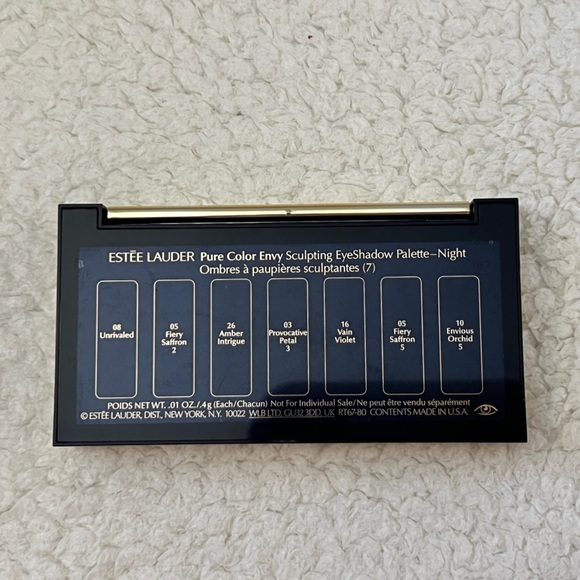 ESTĒE LAUDER Pure Color Envy Sculpting EyeShadow Palette–Night
Ombres à paupières sculptantes (7)
08
Unrivaled
05
Fiery
Saffron
2
26
Amber
Intrigue
03
Provocative
Petal
3
16
Vain
Violet
05
Fiery
Saffron
5
10
Envious
Orchid
5
POIDS NET WT. .01 OZ./.4 g (Each/Chacun) Not For Individual Sale/Ne peut être vendu séparément
© ESTĒE LAUDER, DIST., NEW YORK, N.Y. 10022 WLB LTD, GU32 3DD, UK RT67-80 CONTENTS MADE IN U.S.A.